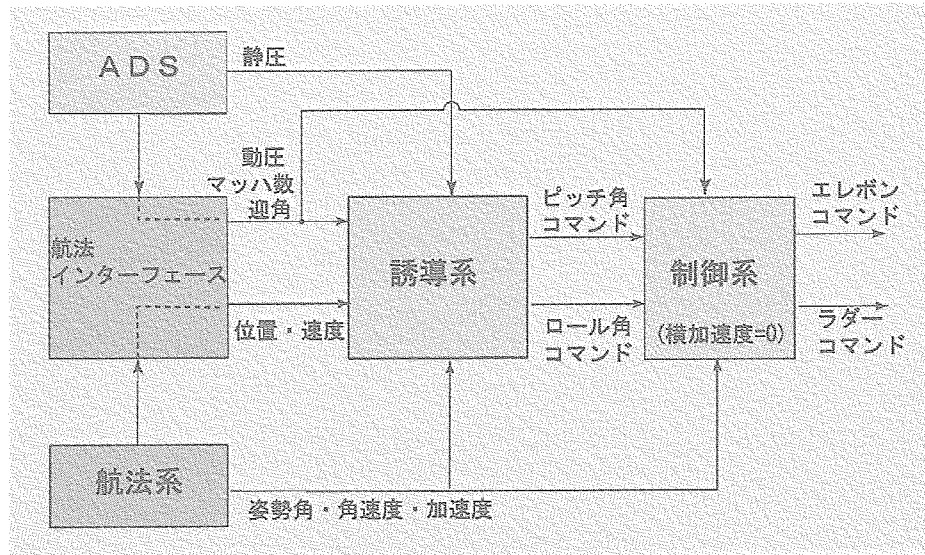 ADS
静圧
動圧
マッハ数
迎角
ピッチ角
コマンド
エレボン
コマンド
航法
インターフェース
誘導系
制御系
(横加速度=0)
位置・速度
ロール角
コマンド
ラダー
コマンド
航法系
姿勢角・角速度・加速度